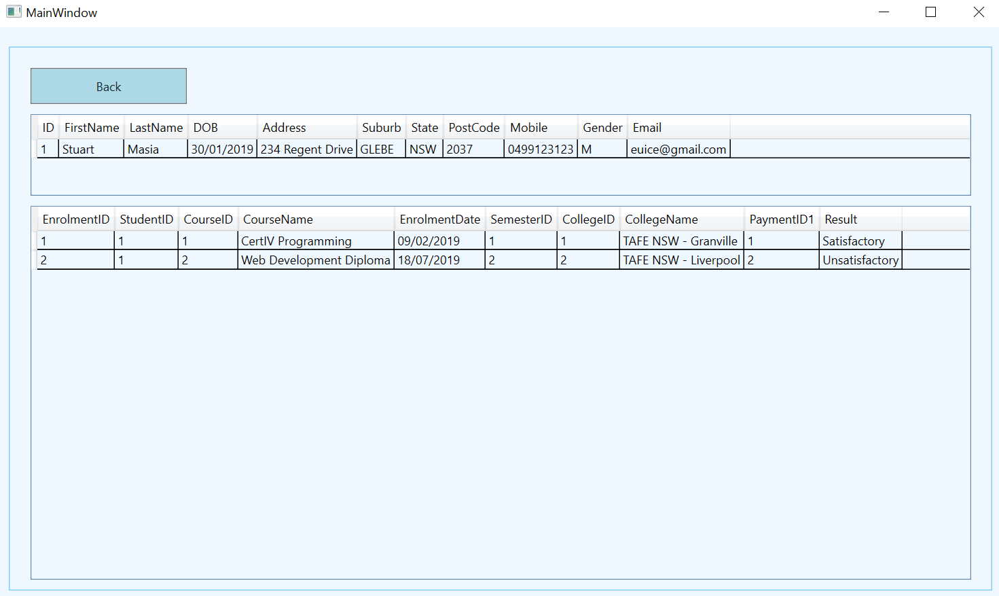 MainWindow
Back
ID FirstName LastName DOB Address Suburb State PostCode Mobile Gender Email
1 Stuart Masia 30/01/2019 234 Regent Drive GLEBE NSW 2037 0499123123 M euice@gmail.com
EnrolmentID StudentID CourseID CourseName EnrolmentDate SemesterID CollegeID CollegeName PaymentID1 Result
1 1 1 CertIV Programming 09/02/2019 1 1 TAFE NSW - Granville 1 Satisfactory
2 1 2 Web Development Diploma 18/07/2019 2 2 TAFE NSW - Liverpool 2 Unsatisfactory